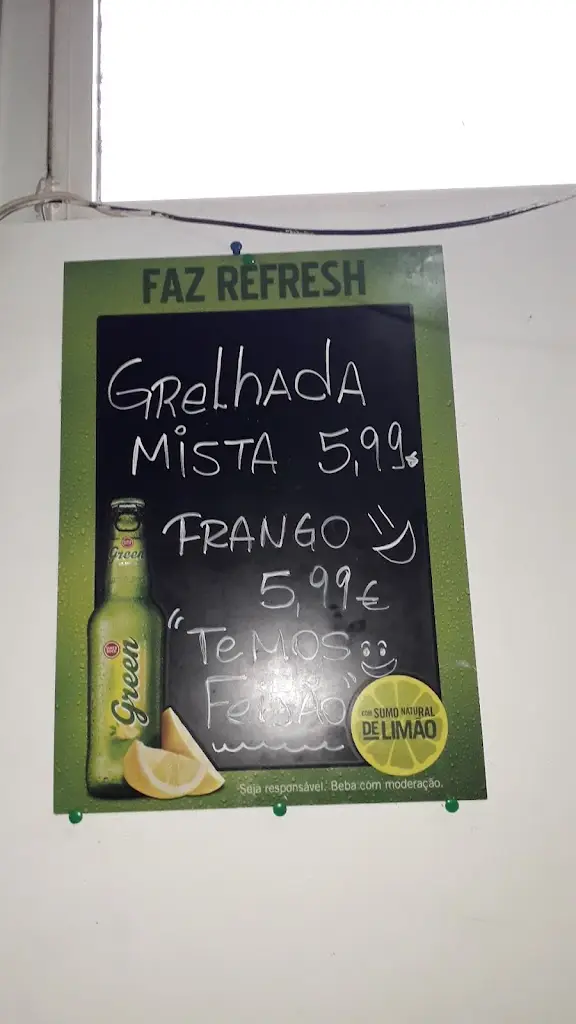 FAZ REFRESH
GRelhAdA
MiSTA 5,99€
FRANGO
5,99€
"TeMOS
FeiJÃO"
Green
Green
COM SUMO NATURAL
DE LIMÃO
Seja responsável. Beba com moderação.